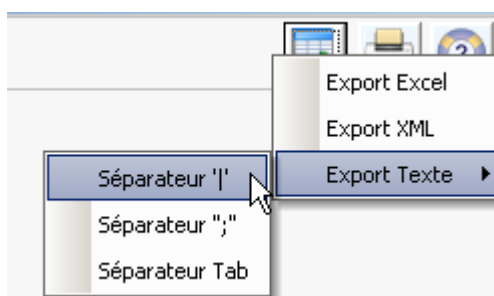 Export Excel
Export XML
Export Texte
Séparateur '|'
Séparateur ";"
Séparateur Tab